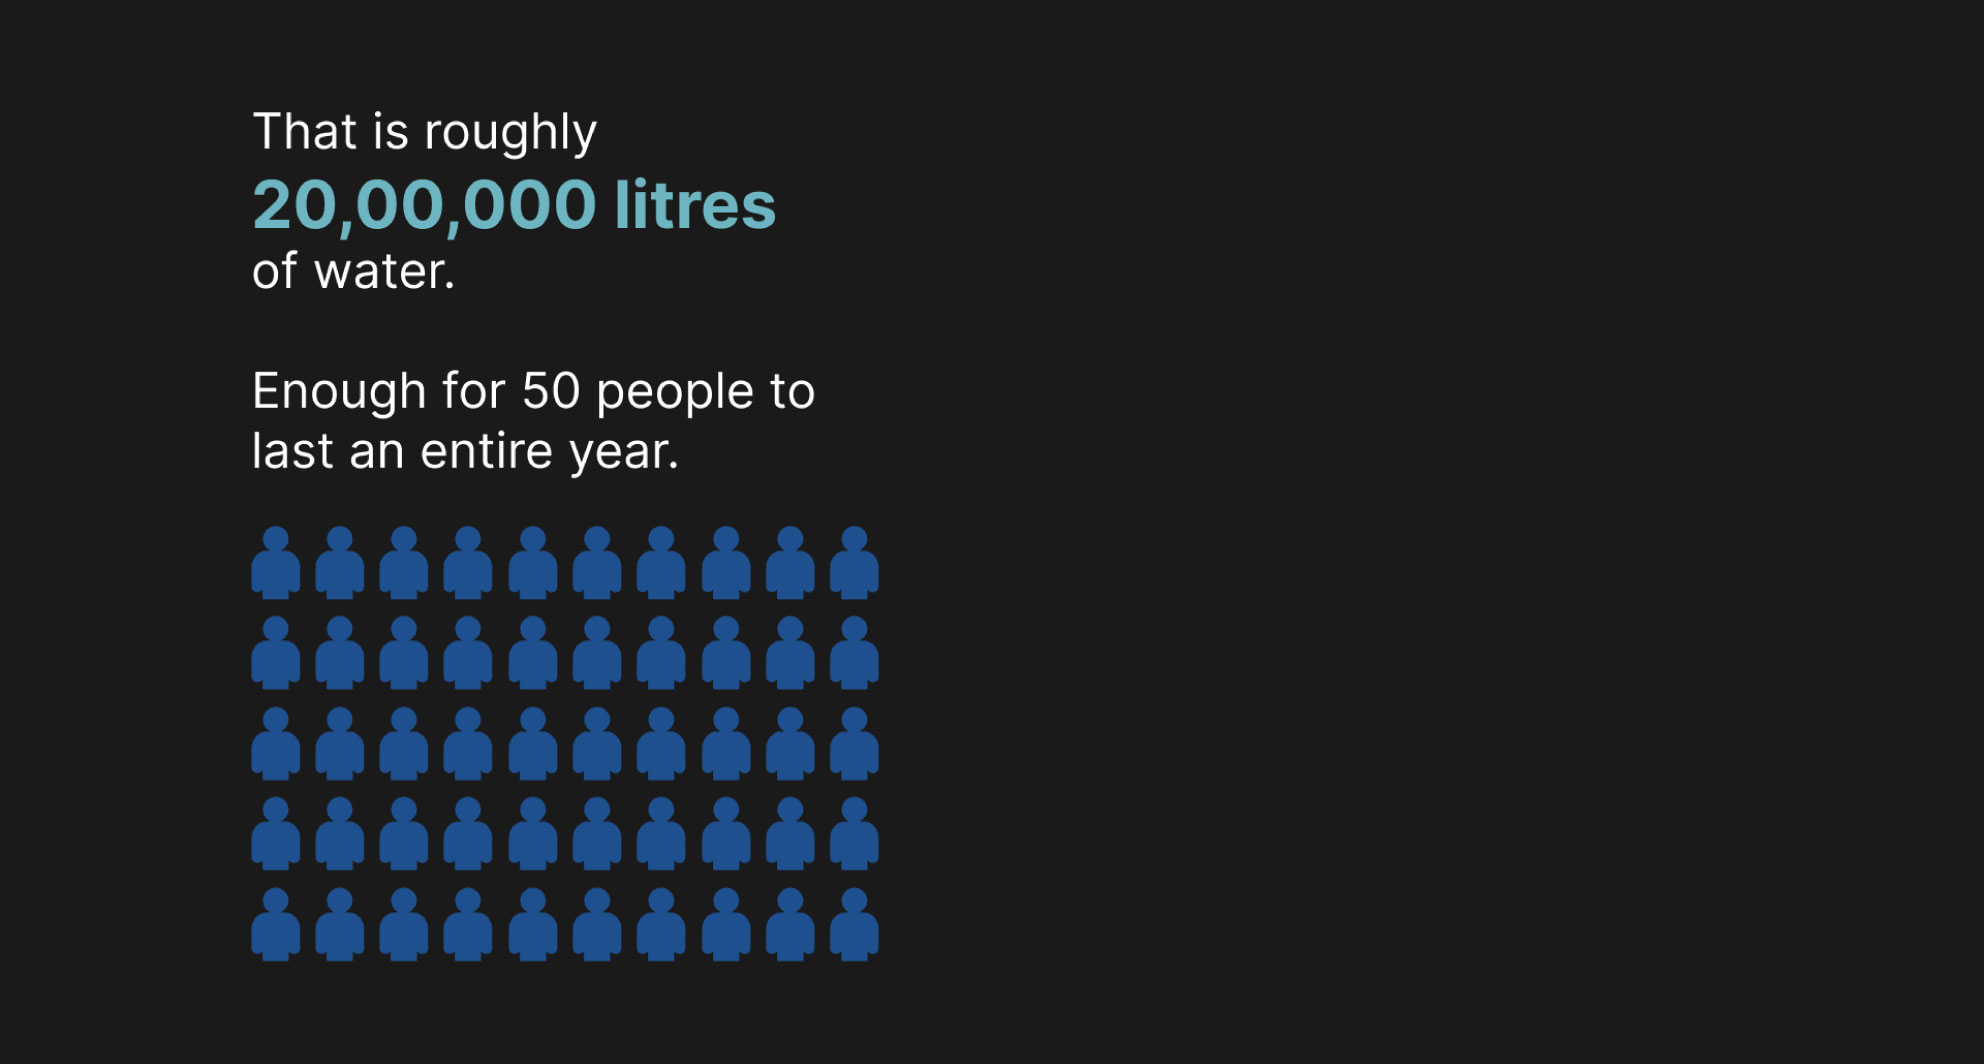 That is roughly
20,00,000 litres
of water.
Enough for 50 people to
last an entire year.